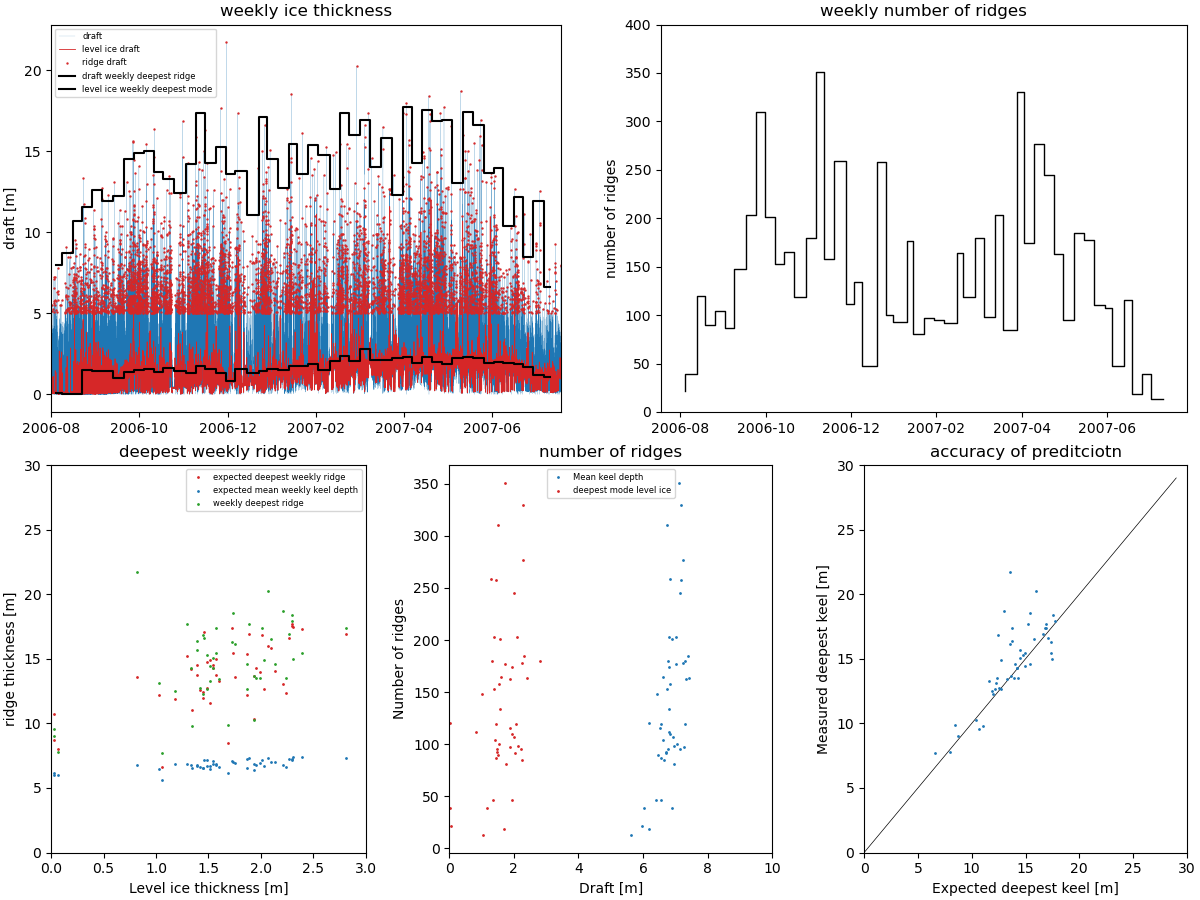 weekly ice thickness
draft [m]
20
15
10
5
0
draft
level ice draft
ridge draft
draft weekly deepest ridge
level ice weekly deepest mode
2006-08 2006-10 2006-12 2007-02 2007-04 2007-06
weekly number of ridges
number of ridges
400
350
300
250
200
150
100
50
0
2006-08 2006-10 2006-12 2007-02 2007-04 2007-06
deepest weekly ridge
ridge thickness [m]
30
25
20
15
10
5
0
expected deepest weekly ridge
expected mean weekly keel depth
weekly deepest ridge
0.0 0.5 1.0 1.5 2.0 2.5 3.0
Level ice thickness [m]
number of ridges
Number of ridges
350
300
250
200
150
100
50
0
Mean keel depth
deepest mode level ice
0 2 4 6 8 10
Draft [m]
accuracy of preditciotn
Measured deepest keel [m]
30
25
20
15
10
5
0
0 5 10 15 20 25 30
Expected deepest keel [m]